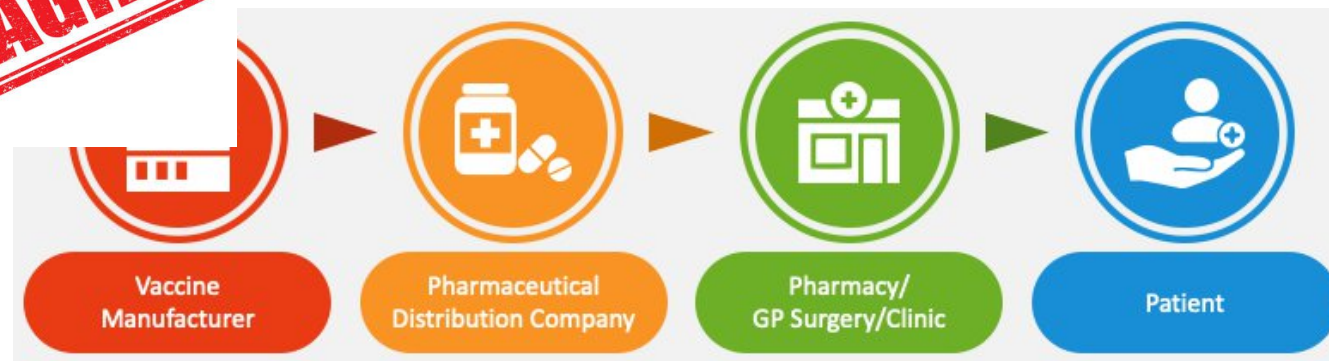 Vaccine
Manufacturer
Pharmaceutical
Distribution Company
Pharmacy/
GP Surgery/Clinic
Patient